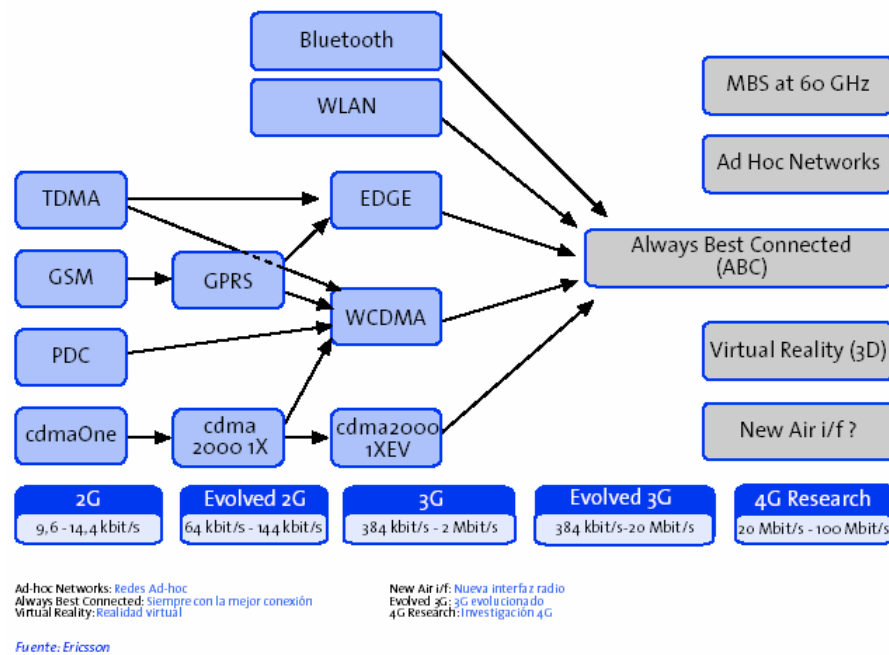 Bluetooth
WLAN
MBS at 60 GHz
Ad Hoc Networks
TDMA
EDGE
Always Best Connected
(ABC)
GSM
GPRS
WCDMA
PDC
Virtual Reality (3D)
cdmaOne
cdma
2000 1X
cdma2000
1XEV
New Air i/f ?
2G
9,6 - 14,4 kbit/s
Evolved 2G
64 kbit/s - 144 kbit/s
3G
384 kbit/s - 2 Mbit/s
Evolved 3G
384 kbit/s-20 Mbit/s
4G Research
20 Mbit/s - 100 Mbit/s
Ad-hoc Networks: Redes Ad-hoc
Always Best Connected: Siempre con la mejor conexión
Virtual Reality: Realidad virtual
New Air i/f: Nueva interfaz radio
Evolved 3G: 3G evolucionado
4G Research: Investigación 4G
Fuente: Ericsson